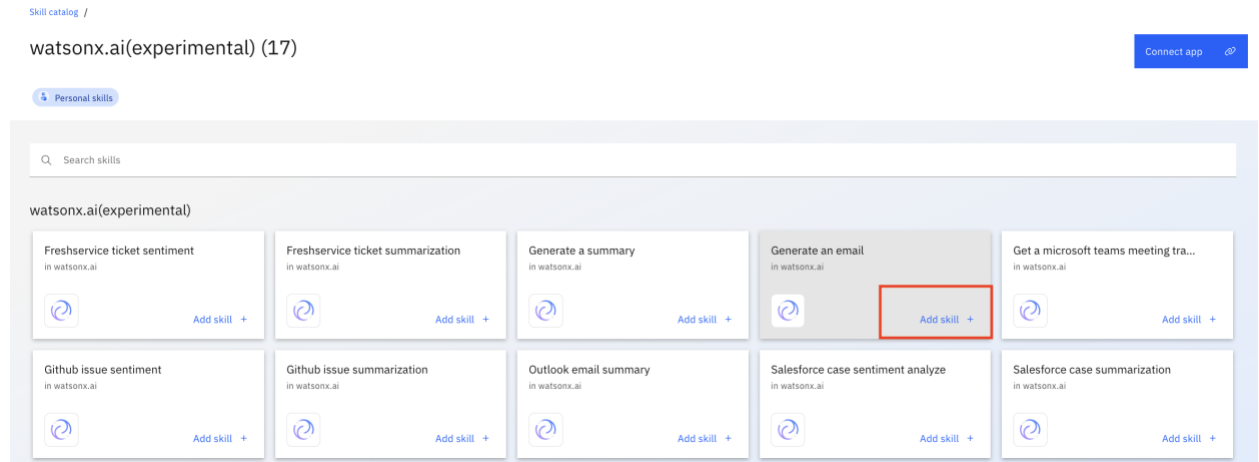 Skill catalog /
watsonx.ai(experimental) (17)
Connect app
Personal skills
Search skills
watsonx.ai(experimental)
Freshservice ticket sentiment
in watsonx.ai
Add skill +
Freshservice ticket summarization
in watsonx.ai
Add skill +
Generate a summary
in watsonx.ai
Add skill +
Generate an email
in watsonx.ai
Add skill +
Get a microsoft teams meeting tra...
in watsonx.ai
Add skill +
Github issue sentiment
in watsonx.ai
Add skill +
Github issue summarization
in watsonx.ai
Add skill +
Outlook email summary
in watsonx.ai
Add skill +
Salesforce case sentiment analyze
in watsonx.ai
Add skill +
Salesforce case summarization
in watsonx.ai
Add skill +